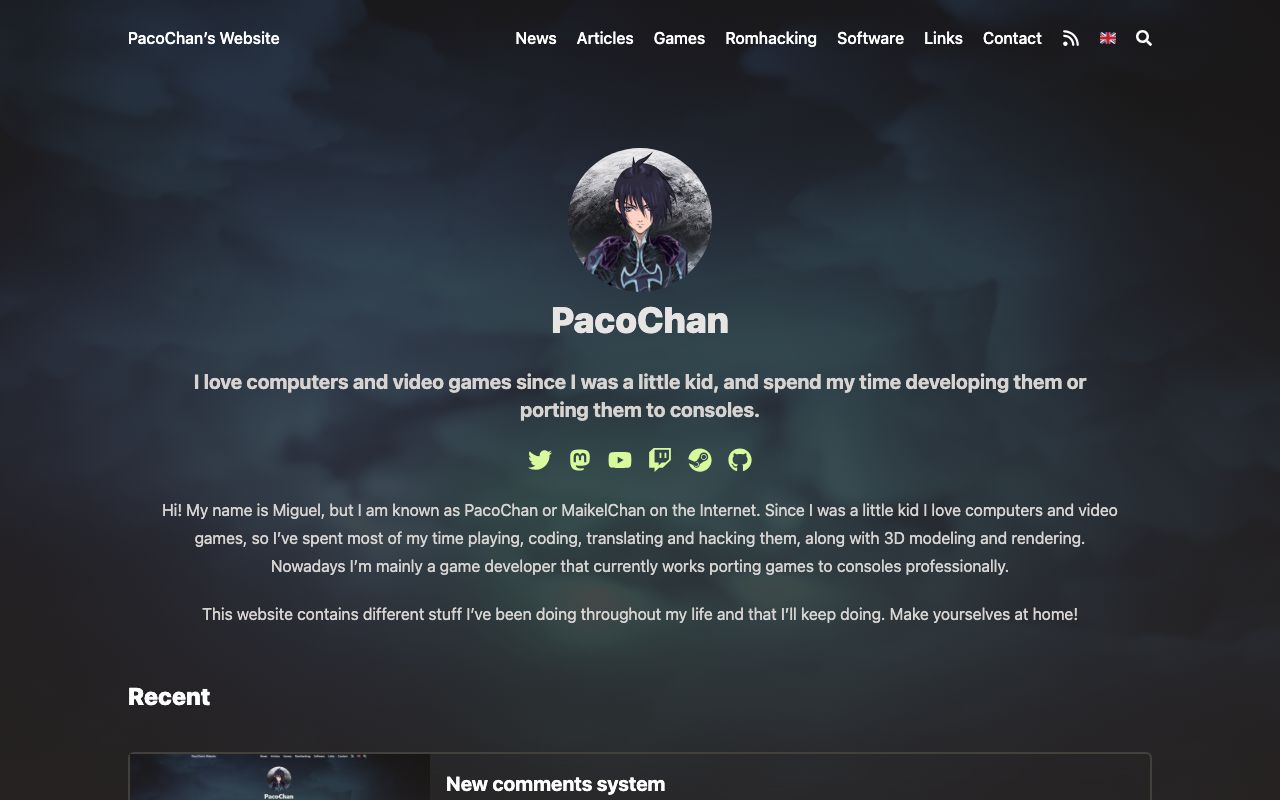 PacoChan's Website
News Articles Games Romhacking Software Links Contact
PacoChan
I love computers and video games since I was a little kid, and spend my time developing them or
porting them to consoles.
Hi! My name is Miguel, but I am known as PacoChan or MaikelChan on the Internet. Since I was a little kid I love computers and video
games, so I've spent most of my time playing, coding, translating and hacking them, along with 3D modeling and rendering.
Nowadays I'm mainly a game developer that currently works porting games to consoles professionally.
This website contains different stuff I've been doing throughout my life and that I'll keep doing. Make yourselves at home!
Recent
New comments system
PacoChan